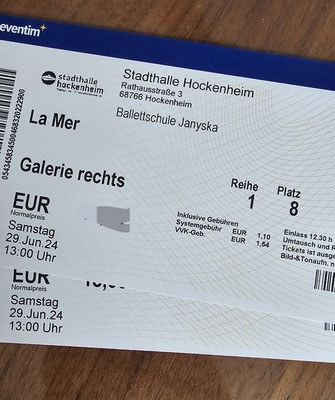 eventim
stadthalle
hockenheim
Stadthalle Hockenheim
Rathausstraße 3
68766 Hockenheim
La Mer
Ballettschule Janyska
Galerie rechts
Reihe Platz
1 8
EUR
Normalpreis
Inklusive Gebühren
Systemgebühr EUR 1,10
VVK-Geb. EUR 1,54
Einlass 12.30 h
Umtausch und R
Tickets ist ausge
Bild-&Tonaufn.
Samstag
29.Jun.24
13:00 Uhr
EUR
Normalpreis
Samstag
29.Jun.24
13:00 Uhr